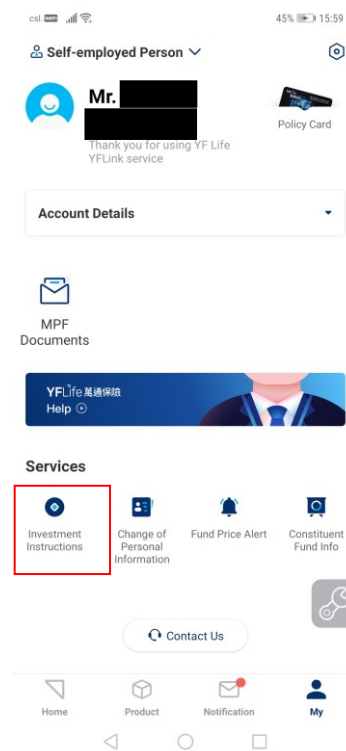 csl. 45% 15:59
Self-employed Person
Mr.
Policy Card
Thank you for using YF Life
YFLink service
Account Details
MPF
Documents
YFLife 萬通保險
Help
Services
Investment
Instructions
Change of
Personal
Information
Fund Price Alert
Constituent
Fund Info
Contact Us
Home
Product
Notification
My